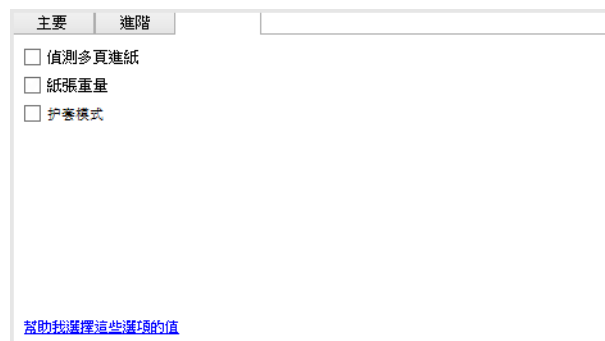 主要 進階
偵測多頁進紙
紙張重量
护套模式
幫助我選擇這些選項的值